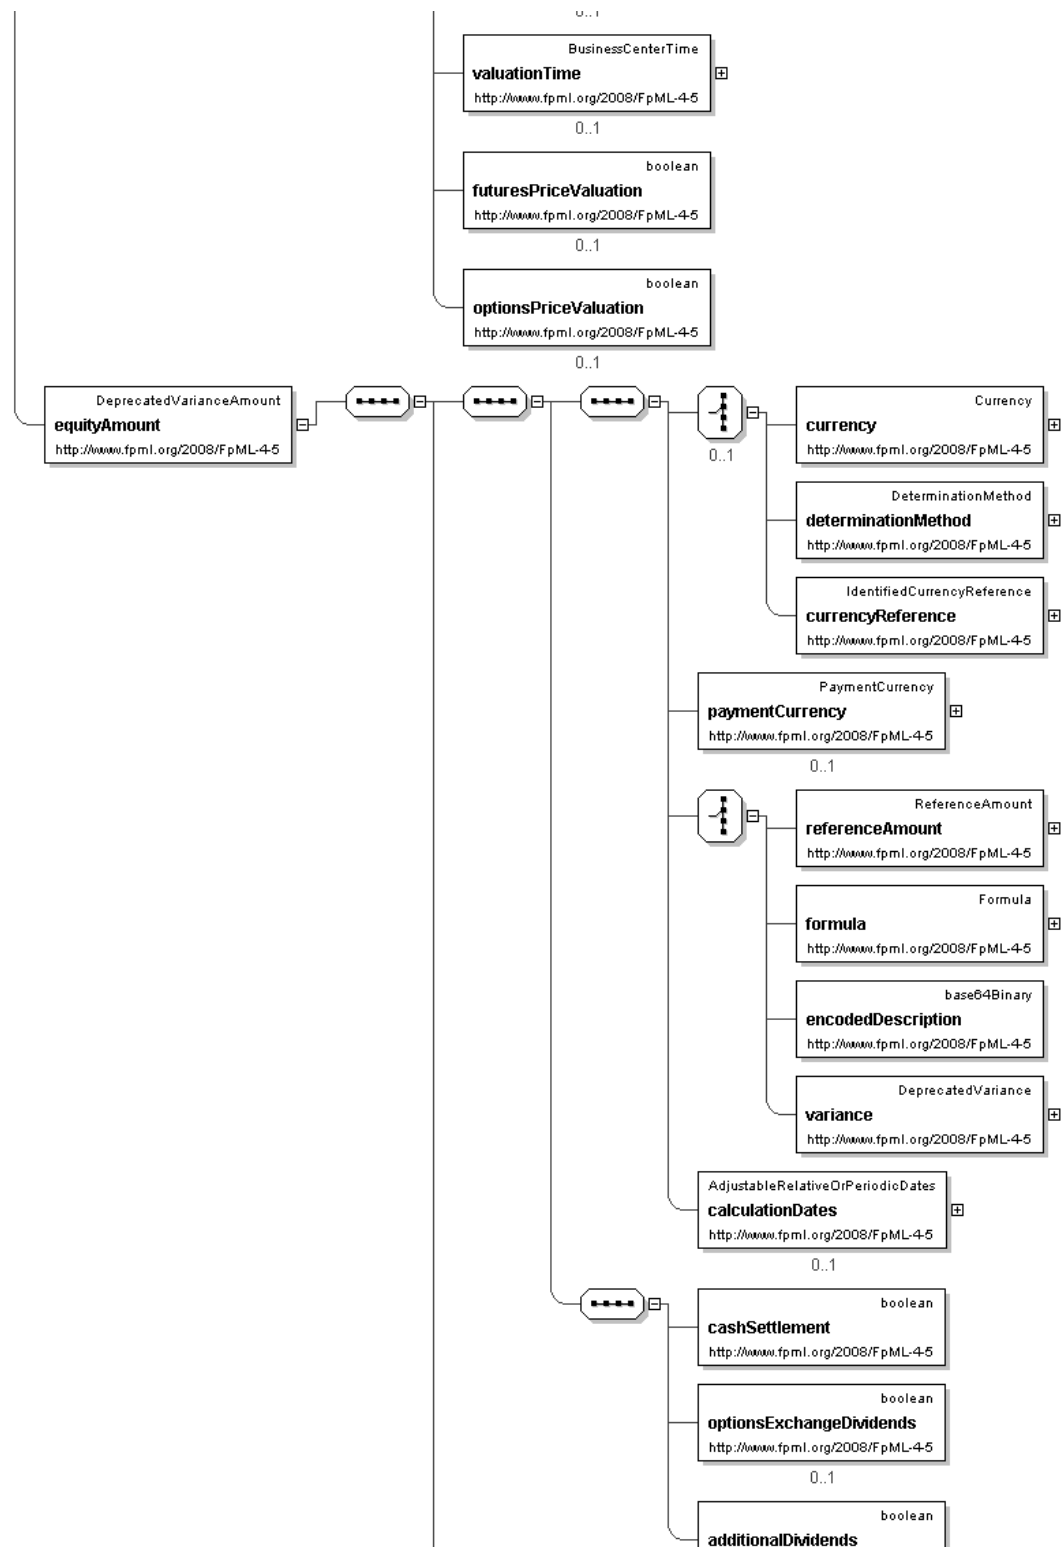 0..1
BusinessCenterTime
valuationTime
http://www.fpml.org/2008/FpML-4-5
0..1
boolean
futuresPriceValuation
http://www.fpml.org/2008/FpML-4-5
0..1
boolean
optionsPriceValuation
http://www.fpml.org/2008/FpML-4-5
0..1
DeprecatedVarianceAmount
equityAmount
http://www.fpml.org/2008/FpML-4-5
0..1
Currency
currency
http://www.fpml.org/2008/FpML-4-5
DeterminationMethod
determinationMethod
http://www.fpml.org/2008/FpML-4-5
IdentifiedCurrencyReference
currencyReference
http://www.fpml.org/2008/FpML-4-5
PaymentCurrency
paymentCurrency
http://www.fpml.org/2008/FpML-4-5
0..1
ReferenceAmount
referenceAmount
http://www.fpml.org/2008/FpML-4-5
Formula
formula
http://www.fpml.org/2008/FpML-4-5
base64Binary
encodedDescription
http://www.fpml.org/2008/FpML-4-5
DeprecatedVariance
variance
http://www.fpml.org/2008/FpML-4-5
AdjustableRelativeOrPeriodicDates
calculationDates
http://www.fpml.org/2008/FpML-4-5
0..1
boolean
cashSettlement
http://www.fpml.org/2008/FpML-4-5
boolean
optionsExchangeDividends
http://www.fpml.org/2008/FpML-4-5
0..1
boolean
additionalDividends